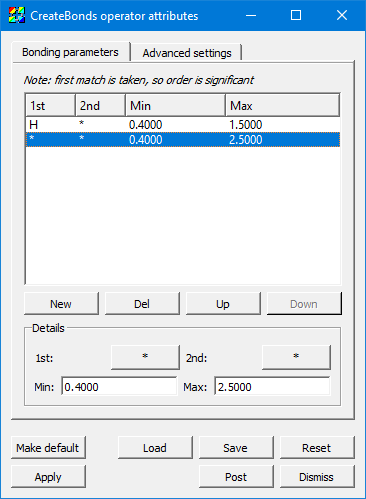 CreateBonds operator attributes
Bonding parameters Advanced settings
Note: first match is taken, so order is significant
1st 2nd Min Max
H * 0.4000 1.5000
* * 0.4000 2.5000
New Del Up Down
Details
1st: * 2nd: *
Min: 0.4000 Max: 2.5000
Make default Load Save Reset
Apply Post Dismiss